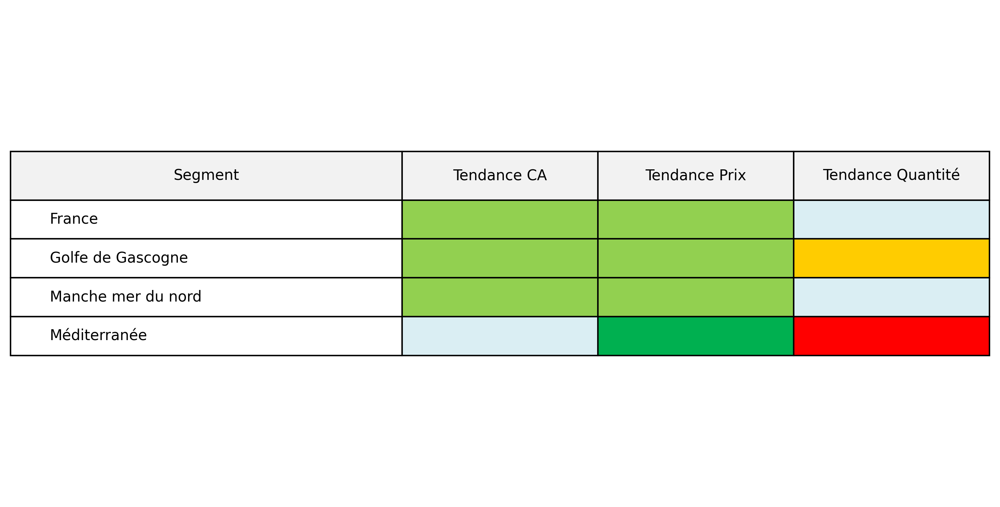 Segment Tendance CA Tendance Prix Tendance Quantité
France
Golfe de Gascogne
Manche mer du nord
Méditerranée